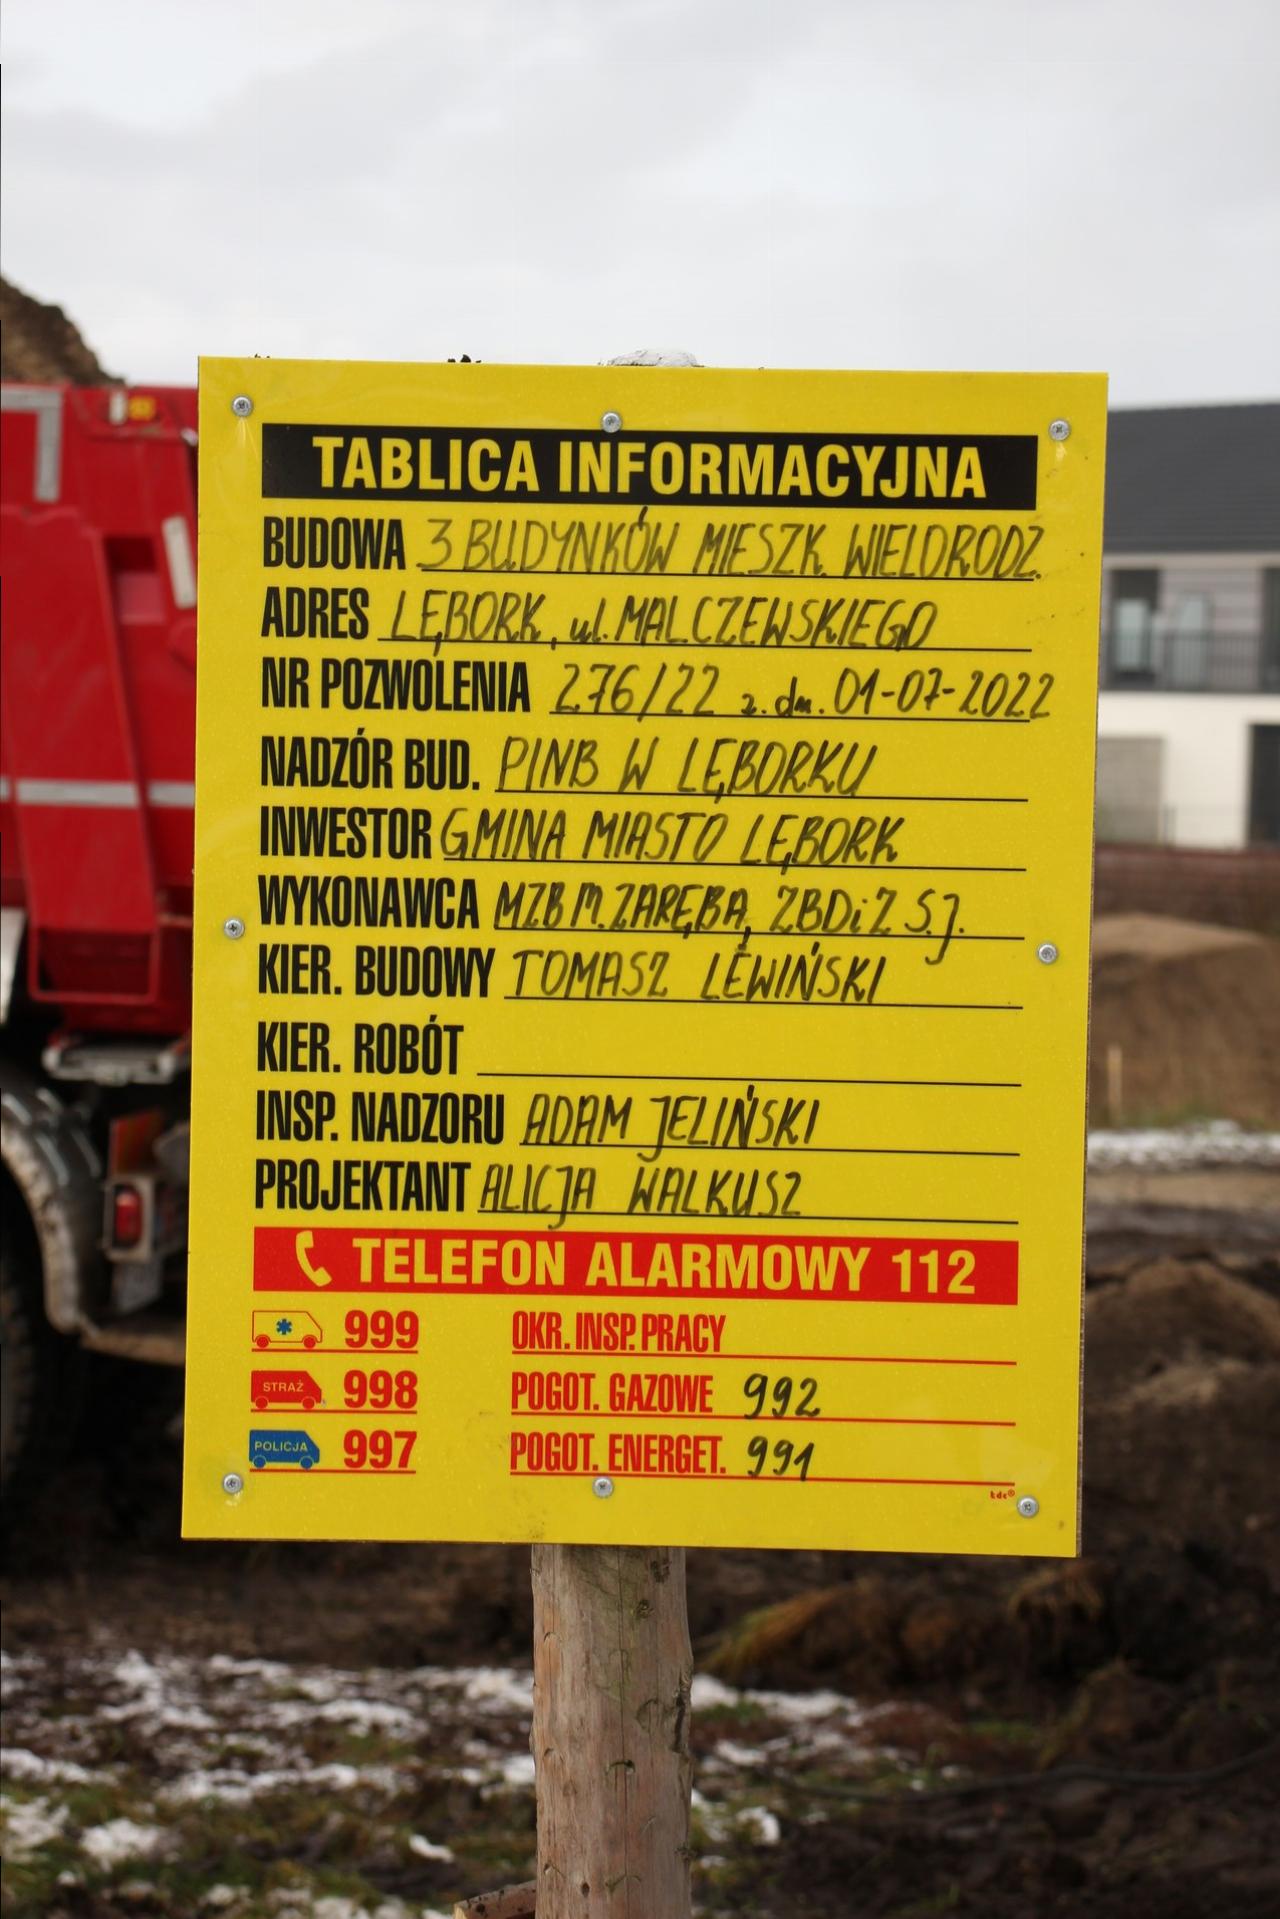 TABLICA INFORMACYJNA
BUDOWA 3 BUDYNKÓW MIESZK. WIELORODZ.
ADRES LĘBORK, ul. MALCZEWSKIEGO
NR POZWOLENIA 276/22 z. dn. 01-07-2022
NADZÓR BUD. PINB W LĘBORKU
INWESTOR GMINA MIASTO LĘBORK
WYKONAWCA MZB M. ZARĘBA, ZBDiZ S.J.
KIER. BUDOWY TOMASZ LEWIŃSKI
KIER. ROBÓT
INSP. NADZORU ADAM JELIŃSKI
PROJEKTANT ALICJA WALKUSZ
TELEFON ALARMOWY 112
999 OKR. INSP. PRACY
STRAŻ 998 POGOT. GAZOWE 992
POLICJA 997 POGOT. ENERGET. 991
tdc®